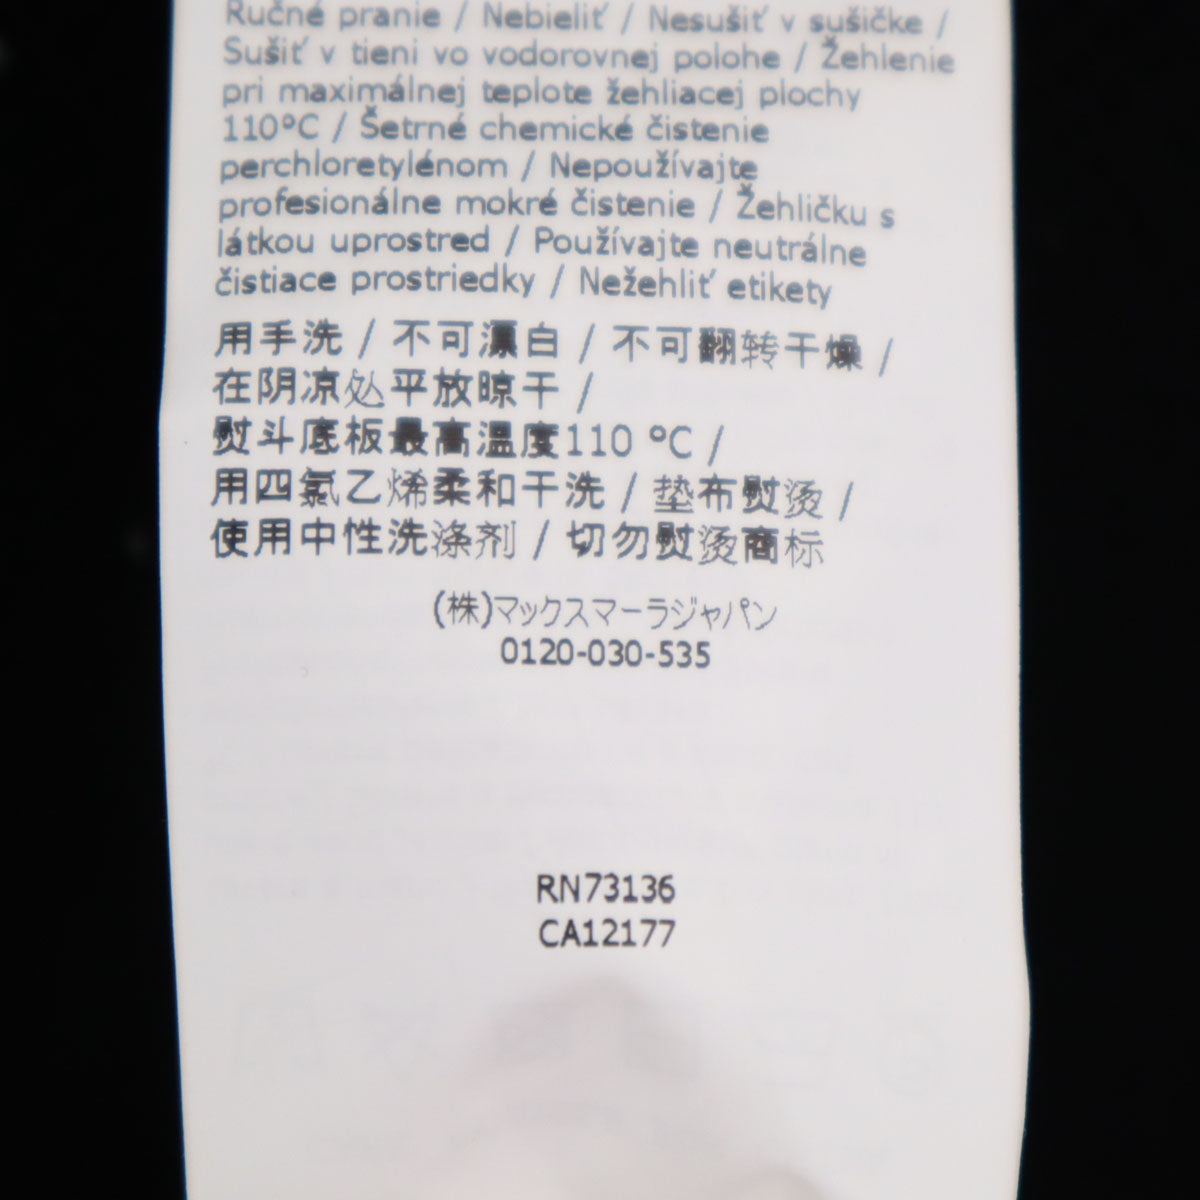 Ručné pranie / Nebieliť / Nesušiť v sušičke /
Sušiť v tieni vo vodorovnej polohe / Žehlenie
pri maximálnej teplote žehliacej plochy
110°C / Šetrné chemické čistenie
perchloretylénom / Nepoužívajte
profesionálne mokré čistenie / Žehličku s
látkou uprostred / Používajte neutrálne
čistiace prostriedky / Nežehliť etikety
用手洗 / 不可漂白 / 不可翻转干燥 /
在阴凉处平放晾干 /
熨斗底板最高温度110 °C /
用四氯乙烯柔和干洗 / 垫布熨烫 /
使用中性洗涤剂 / 切勿熨烫商标
(株)マックスマーラジャパン
0120-030-535
RN73136
CA12177